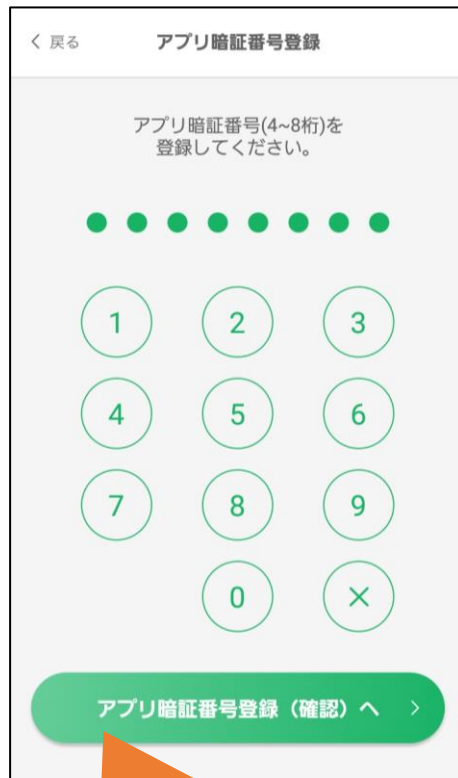 戻る アプリ暗証番号登録
アプリ暗証番号(4~8桁)を
登録してください。
1 2 3
4 5 6
7 8 9
0 ×
アプリ暗証番号登録（確認）へ